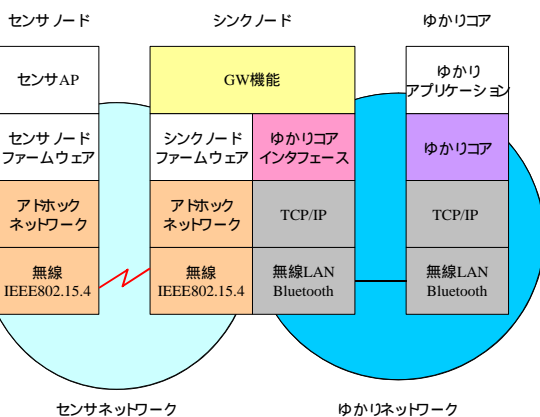 センサノード
シンクノード
ゆかりコア
センサAP
GW機能
ゆかり
アプリケーション
センサノード
ファームウェア
シンクノード
ファームウェア
ゆかりコア
インタフェース
ゆかりコア
アドホック
ネットワーク
アドホック
ネットワーク
TCP/IP
TCP/IP
無線
IEEE802.15.4
無線
IEEE802.15.4
無線LAN
Bluetooth
無線LAN
Bluetooth
センサネットワーク
ゆかりネットワーク